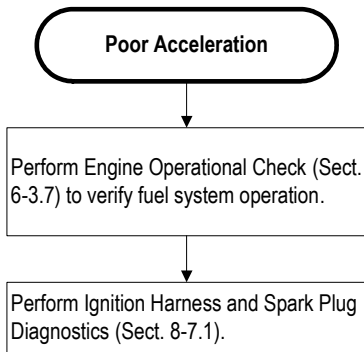 Poor Acceleration
Perform Engine Operational Check (Sect.
6-3.7) to verify fuel system operation.
Perform Ignition Harness and Spark Plug
Diagnostics (Sect. 8-7.1).